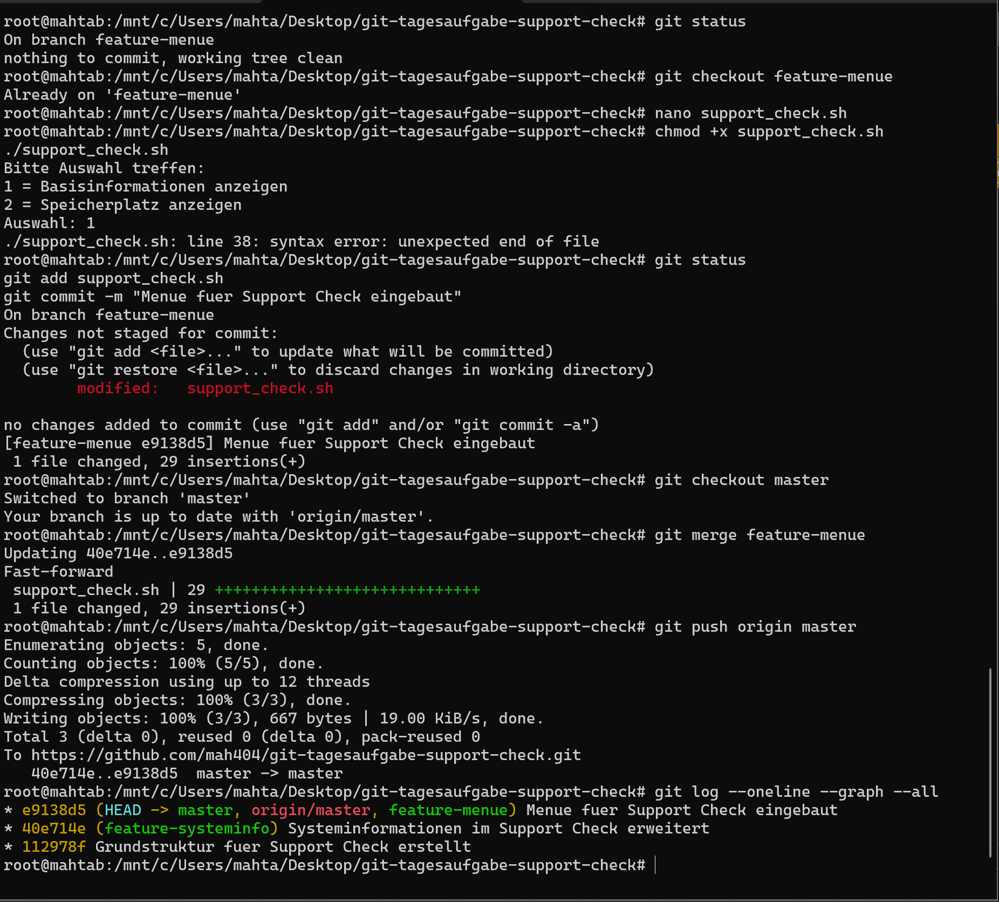 root@mahtab:/mnt/c/Users/mahta/Desktop/git-tagesaufgabe-support-check# git status
On branch feature-menue
nothing to commit, working tree clean
root@mahtab:/mnt/c/Users/mahta/Desktop/git-tagesaufgabe-support-check# git checkout feature-menue
Already on 'feature-menue'
root@mahtab:/mnt/c/Users/mahta/Desktop/git-tagesaufgabe-support-check# nano support_check.sh
root@mahtab:/mnt/c/Users/mahta/Desktop/git-tagesaufgabe-support-check# chmod +x support_check.sh
./support_check.sh
Bitte Auswahl treffen:
1 = Basisinformationen anzeigen
2 = Speicherplatz anzeigen
Auswahl: 1
./support_check.sh: line 38: syntax error: unexpected end of file
root@mahtab:/mnt/c/Users/mahta/Desktop/git-tagesaufgabe-support-check# git status
git add support_check.sh
git commit -m "Menue fuer Support Check eingebaut"
On branch feature-menue
Changes not staged for commit:
  (use "git add <file>..." to update what will be committed)
  (use "git restore <file>..." to discard changes in working directory)
        modified:   support_check.sh

no changes added to commit (use "git add" and/or "git commit -a")
[feature-menue e9138d5] Menue fuer Support Check eingebaut
 1 file changed, 29 insertions(+)
root@mahtab:/mnt/c/Users/mahta/Desktop/git-tagesaufgabe-support-check# git checkout master
Switched to branch 'master'
Your branch is up to date with 'origin/master'.
root@mahtab:/mnt/c/Users/mahta/Desktop/git-tagesaufgabe-support-check# git merge feature-menue
Updating 40e714e..e9138d5
Fast-forward
 support_check.sh | 29 +++++++++++++++++++++++++++++
 1 file changed, 29 insertions(+)
root@mahtab:/mnt/c/Users/mahta/Desktop/git-tagesaufgabe-support-check# git push origin master
Enumerating objects: 5, done.
Counting objects: 100% (5/5), done.
Delta compression using up to 12 threads
Compressing objects: 100% (3/3), done.
Writing objects: 100% (3/3), 667 bytes | 19.00 KiB/s, done.
Total 3 (delta 0), reused 0 (delta 0), pack-reused 0
To https://github.com/mah404/git-tagesaufgabe-support-check.git
   40e714e..e9138d5  master -> master
root@mahtab:/mnt/c/Users/mahta/Desktop/git-tagesaufgabe-support-check# git log --oneline --graph --all
* e9138d5 (HEAD -> master, origin/master, feature-menue) Menue fuer Support Check eingebaut
* 40e714e (feature-systeminfo) Systeminformationen im Support Check erweitert
* 112978f Grundstruktur fuer Support Check erstellt
root@mahtab:/mnt/c/Users/mahta/Desktop/git-tagesaufgabe-support-check#